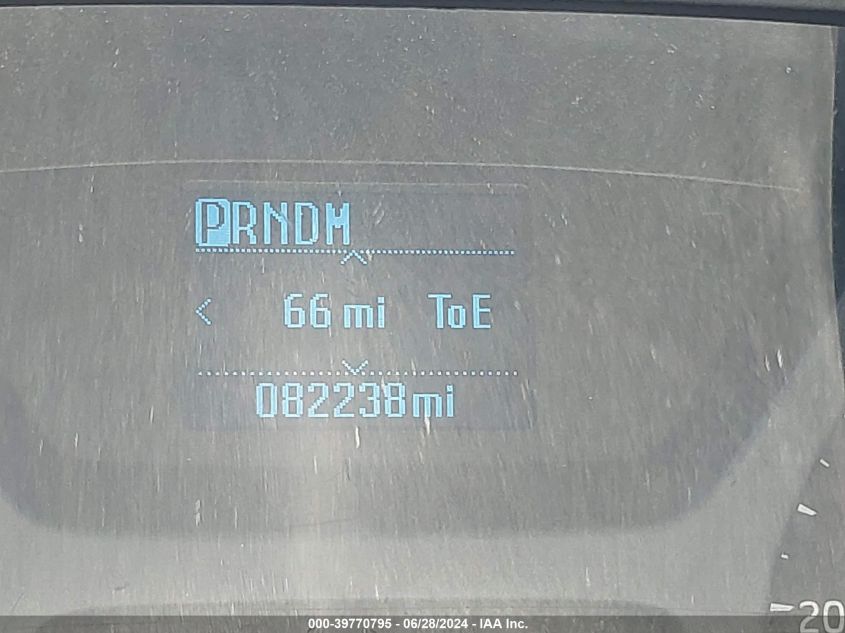 PRNDM
< 66 mi ToE
082238mi
20
000-39770795 - 06/28/2024 - IAA Inc.